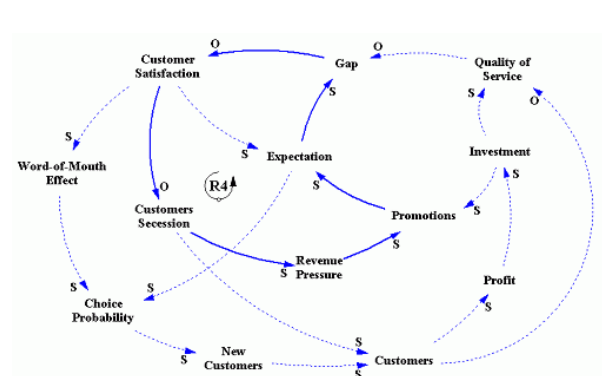 O
O
Customer
Satisfaction
Gap
Quality of
Service
S
S
O
S
Word-of-Mouth
Effect
S
Expectation
Investment
R4
S
S
S
O
Customers
Secession
Promotions
S
S
Revenue
Pressure
Profit
S
S
Choice
Probability
S
S
New
Customers
S
Customers
S